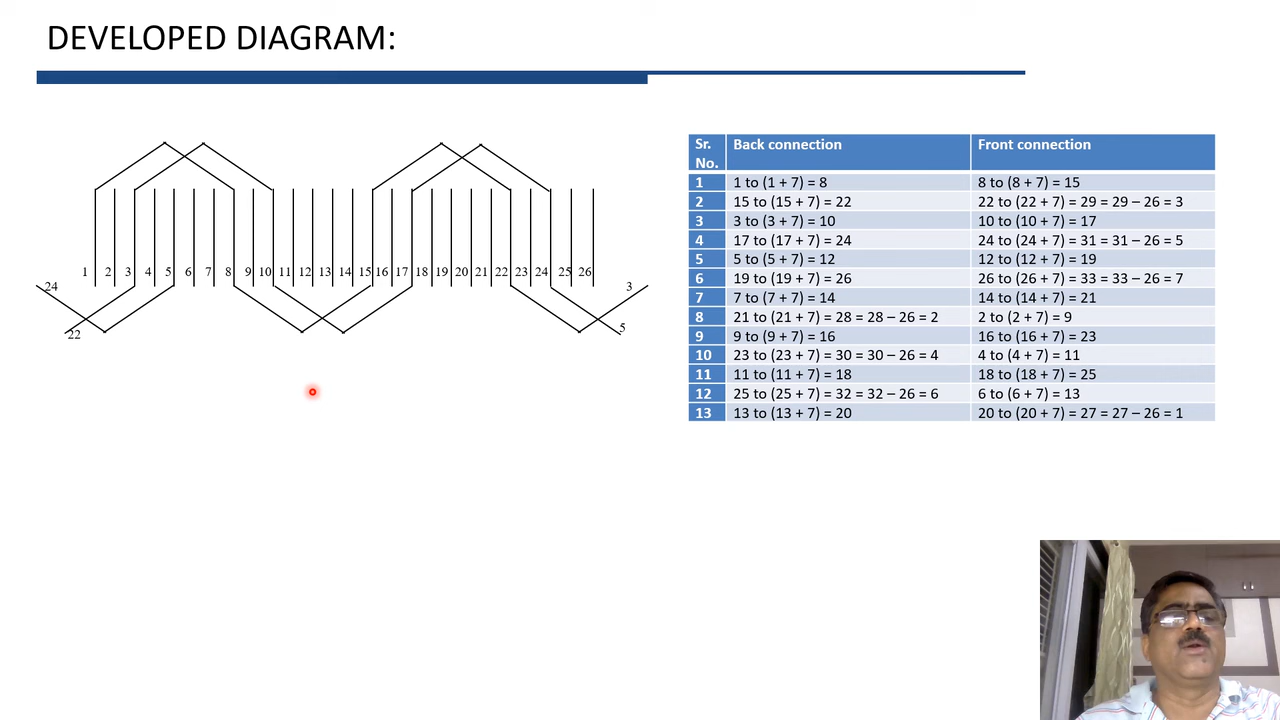 DEVELOPED DIAGRAM:
1 2 3 4 5 6 7 8 9 10 11 12 13 14 15 16 17 18 19 20 21 22 23 24 25 26
24 3
22 5
Sr. No. Back connection Front connection
1 1 to (1 + 7) = 8 8 to (8 + 7) = 15
2 15 to (15 + 7) = 22 22 to (22 + 7) = 29 = 29 – 26 = 3
3 3 to (3 + 7) = 10 10 to (10 + 7) = 17
4 17 to (17 + 7) = 24 24 to (24 + 7) = 31 = 31 – 26 = 5
5 5 to (5 + 7) = 12 12 to (12 + 7) = 19
6 19 to (19 + 7) = 26 26 to (26 + 7) = 33 = 33 – 26 = 7
7 7 to (7 + 7) = 14 14 to (14 + 7) = 21
8 21 to (21 + 7) = 28 = 28 – 26 = 2 2 to (2 + 7) = 9
9 9 to (9 + 7) = 16 16 to (16 + 7) = 23
10 23 to (23 + 7) = 30 = 30 – 26 = 4 4 to (4 + 7) = 11
11 11 to (11 + 7) = 18 18 to (18 + 7) = 25
12 25 to (25 + 7) = 32 = 32 – 26 = 6 6 to (6 + 7) = 13
13 13 to (13 + 7) = 20 20 to (20 + 7) = 27 = 27 – 26 = 1